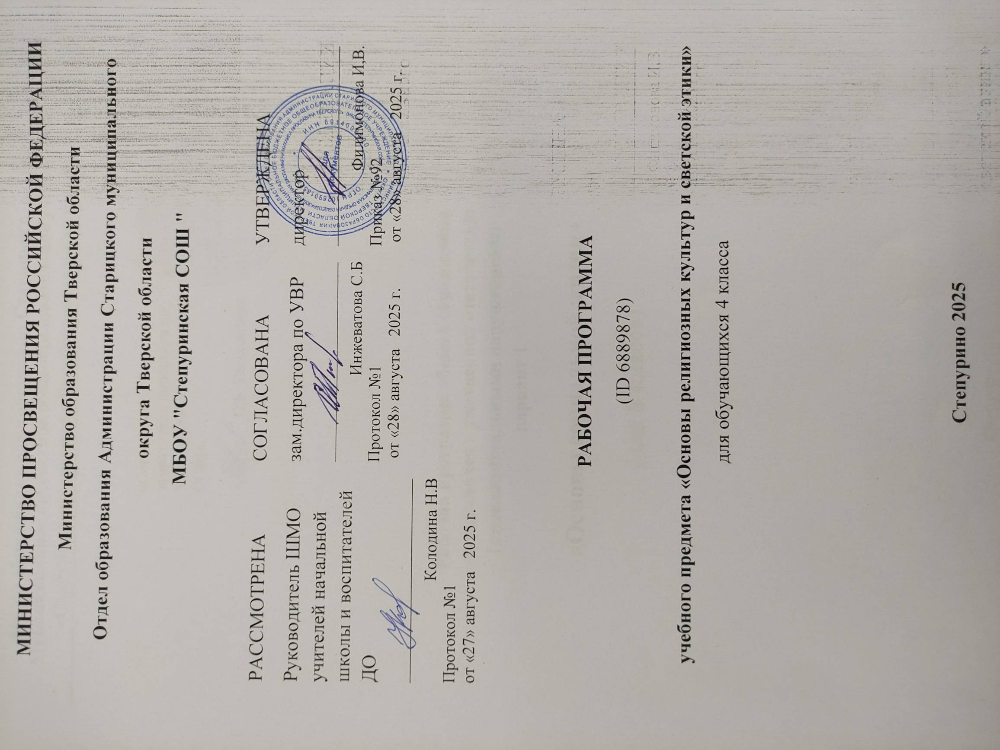 МИНИСТЕРСТВО ПРОСВЕЩЕНИЯ РОССИЙСКОЙ ФЕДЕРАЦИИ
Министерство образования Тверской области
Отдел образования Администрации Старицкого муниципального
округа Тверской области
МБОУ "Степуринская СОШ "
РАССМОТРЕНА
Руководитель ШМО
учителей начальной
школы и воспитателей
ДО
Колодина Н.В
Протокол №1
от «27» августа 2025 г.
СОГЛАСОВАНА
зам.директора по УВР
Инжеватова С.Б
Протокол №1
от «28» августа 2025 г.
УТВЕРЖДЕНА
директор
Филимонова И,В.
Приказ №92
от «28» августа 2025 г.
для
документов
РАБОЧАЯ ПРОГРАММА
(ID 6889878)
учебного предмета «Основы религиозных культур и светской этики»
для обучающихся 4 класса
Степурино 2025